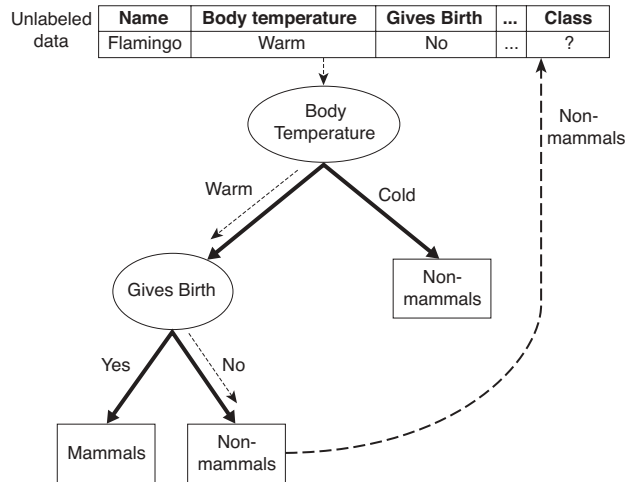 Unlabeled data
Name Body temperature Gives Birth ... Class
Flamingo Warm No ... ?
Body
Temperature
Non-
mammals
Warm
Cold
Gives Birth
Non-
mammals
Yes
No
Mammals
Non-
mammals